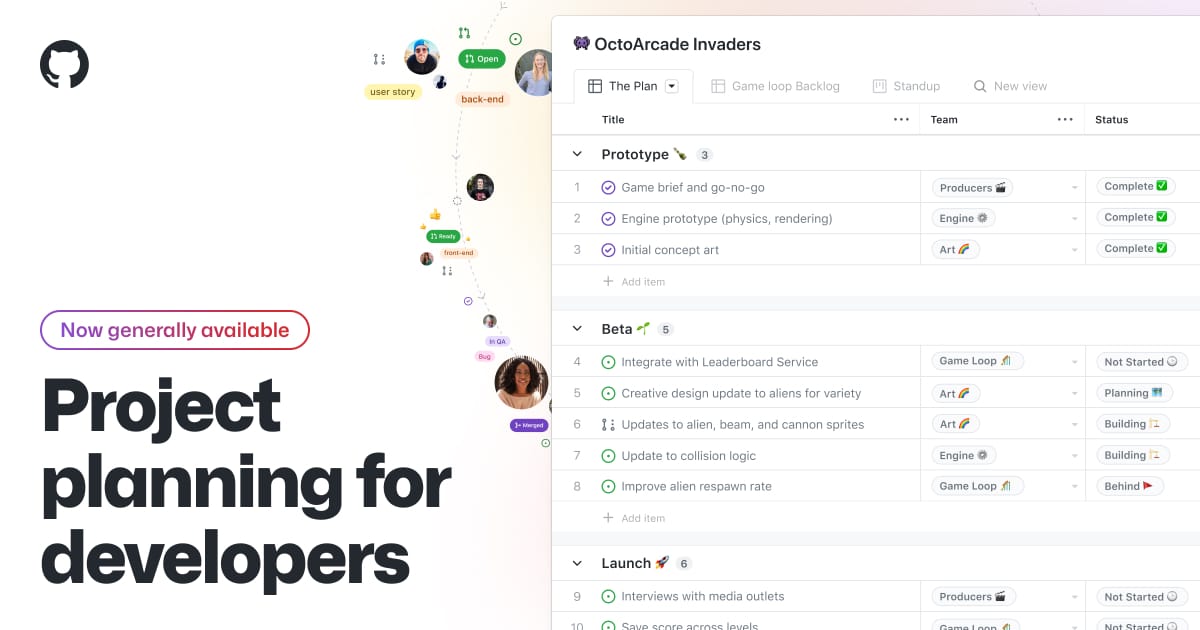 Now generally available
Project
planning for
developers
user story
Open
back-end
Ready
front-end
In QA
Bug
Merged
OctoArcade Invaders
The Plan
Game loop Backlog
Standup
New view
Title
Team
Status
Prototype 3
1 Game brief and go-no-go Producers Complete
2 Engine prototype (physics, rendering) Engine Complete
3 Initial concept art Art Complete
Add item
Beta 5
4 Integrate with Leaderboard Service Game Loop Not Started
5 Creative design update to aliens for variety Art Planning
6 Updates to alien, beam, and cannon sprites Art Building
7 Update to collision logic Engine Building
8 Improve alien respawn rate Game Loop Behind
Add item
Launch 6
9 Interviews with media outlets Producers Not Started
10 Save score across levels Game Loop Not Started